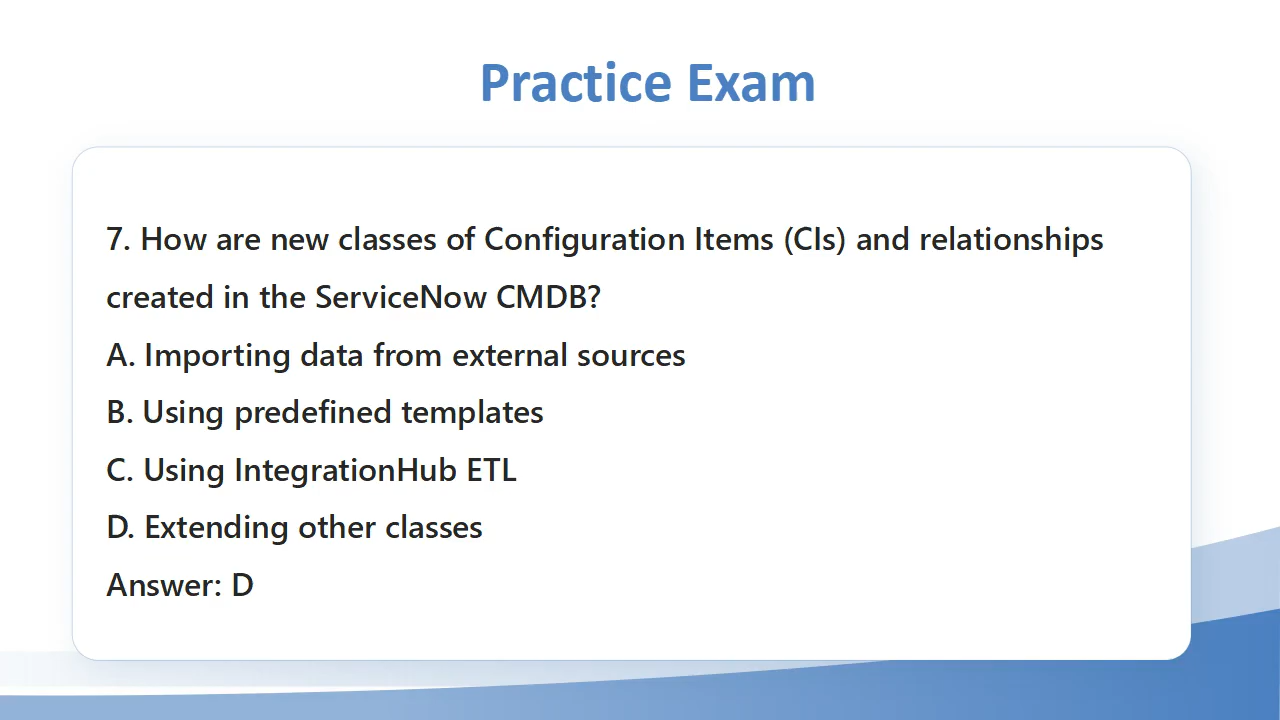 Practice Exam
7. How are new classes of Configuration Items (CIs) and relationships
created in the ServiceNow CMDB?
A. Importing data from external sources
B. Using predefined templates
C. Using IntegrationHub ETL
D. Extending other classes
Answer: D